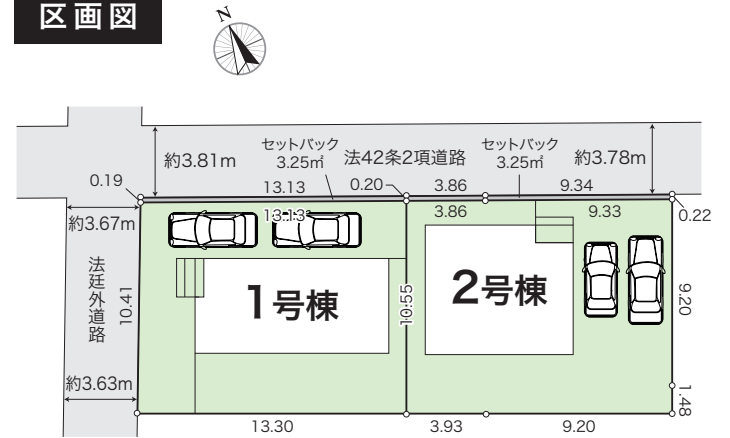 区画図
N
セットバック
3.25㎡
法42条2項道路
セットバック
3.25㎡
約3.81m
約3.78m
0.19
13.13
0.20
3.86
9.34
13.13
3.86
9.33
0.22
約3.67m
法廷外道路
10.41
1号棟
10.55
2号棟
9.20
約3.63m
1.48
13.30
3.93
9.20